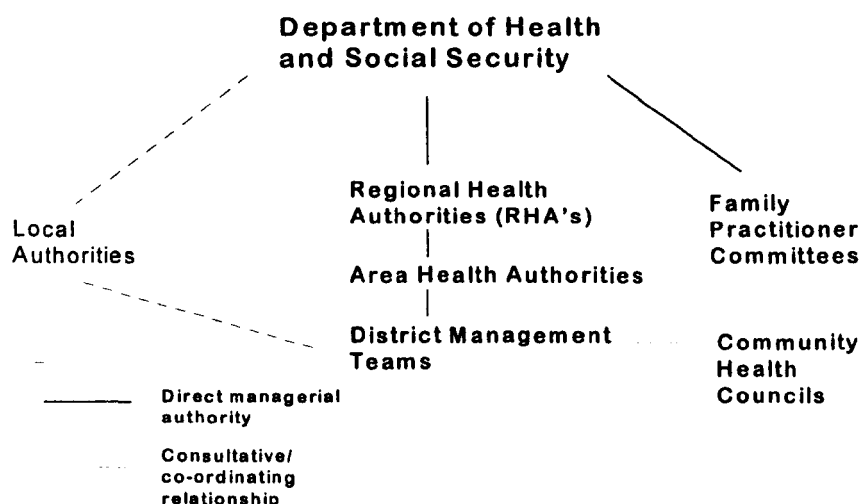 Department of Health
and Social Security
Local
Authorities
Regional Health
Authorities (RHA's)
Area Health Authorities
District Management
Teams
Family
Practitioner
Committees
Community
Health
Councils
Direct managerial
authority
Consultative/
co-ordinating
relationship